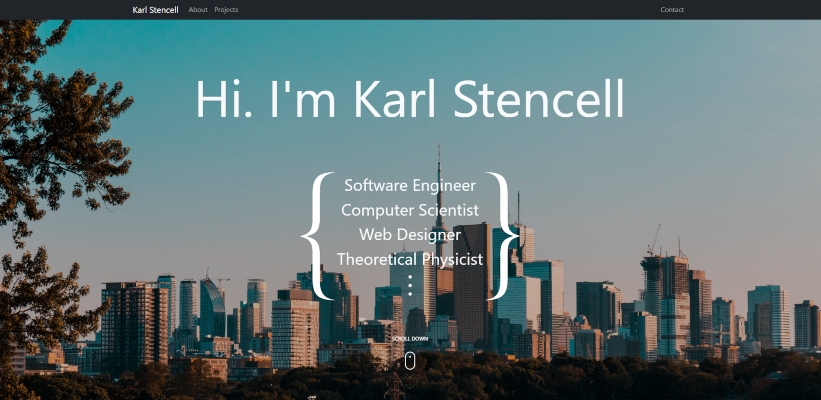 Karl Stencell About Projects Contact
Hi. I'm Karl Stencell
Software Engineer
Computer Scientist
Web Designer
Theoretical Physicist
SCROLL DOWN